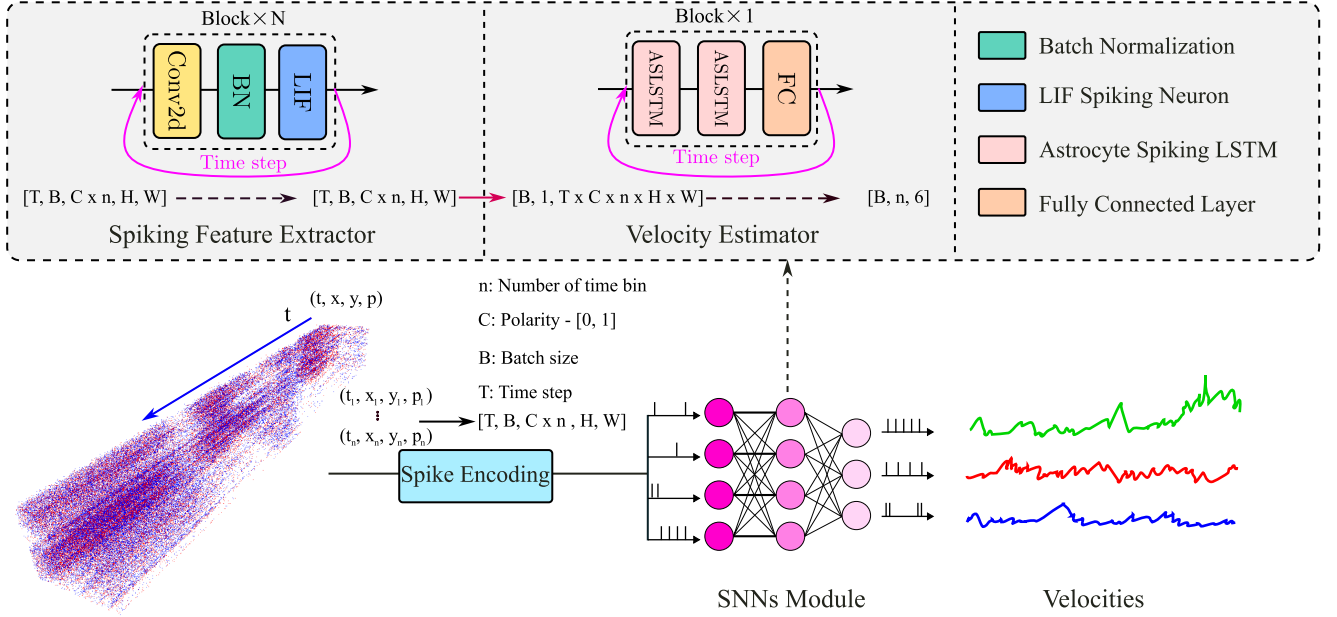 Block×N
Block×1
Conv2d
BN
LIF
Time step
ASLSTM
ASLSTM
FC
Time step
Batch Normalization
LIF Spiking Neuron
Astrocyte Spiking LSTM
Fully Connected Layer
[T, B, C x n, H, W]
[T, B, C x n, H, W]
[B, 1, T x C x n x H x W]
[B, n, 6]
Spiking Feature Extractor
Velocity Estimator
t
(t, x, y, p)
n: Number of time bin
C: Polarity - [0, 1]
B: Batch size
T: Time step
(t₁, x₁, y₁, p₁)
(tₙ, xₙ, yₙ, pₙ)
[T, B, C x n , H, W]
Spike Encoding
SNNs Module
Velocities